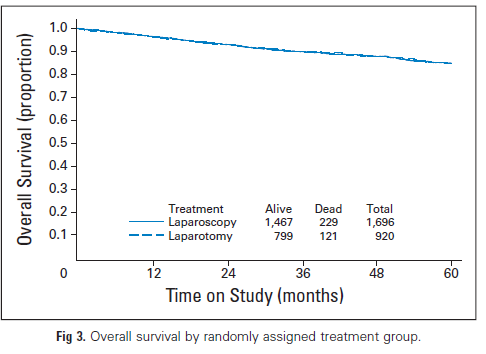 Overall Survival (proportion)
1.0
0.9
0.8
0.7
0.6
0.5
0.4
0.3
0.2
0.1
Treatment Alive Dead Total
Laparoscopy 1,467 229 1,696
Laparotomy 799 121 920
0 12 24 36 48 60
Time on Study (months)
Fig 3. Overall survival by randomly assigned treatment group.